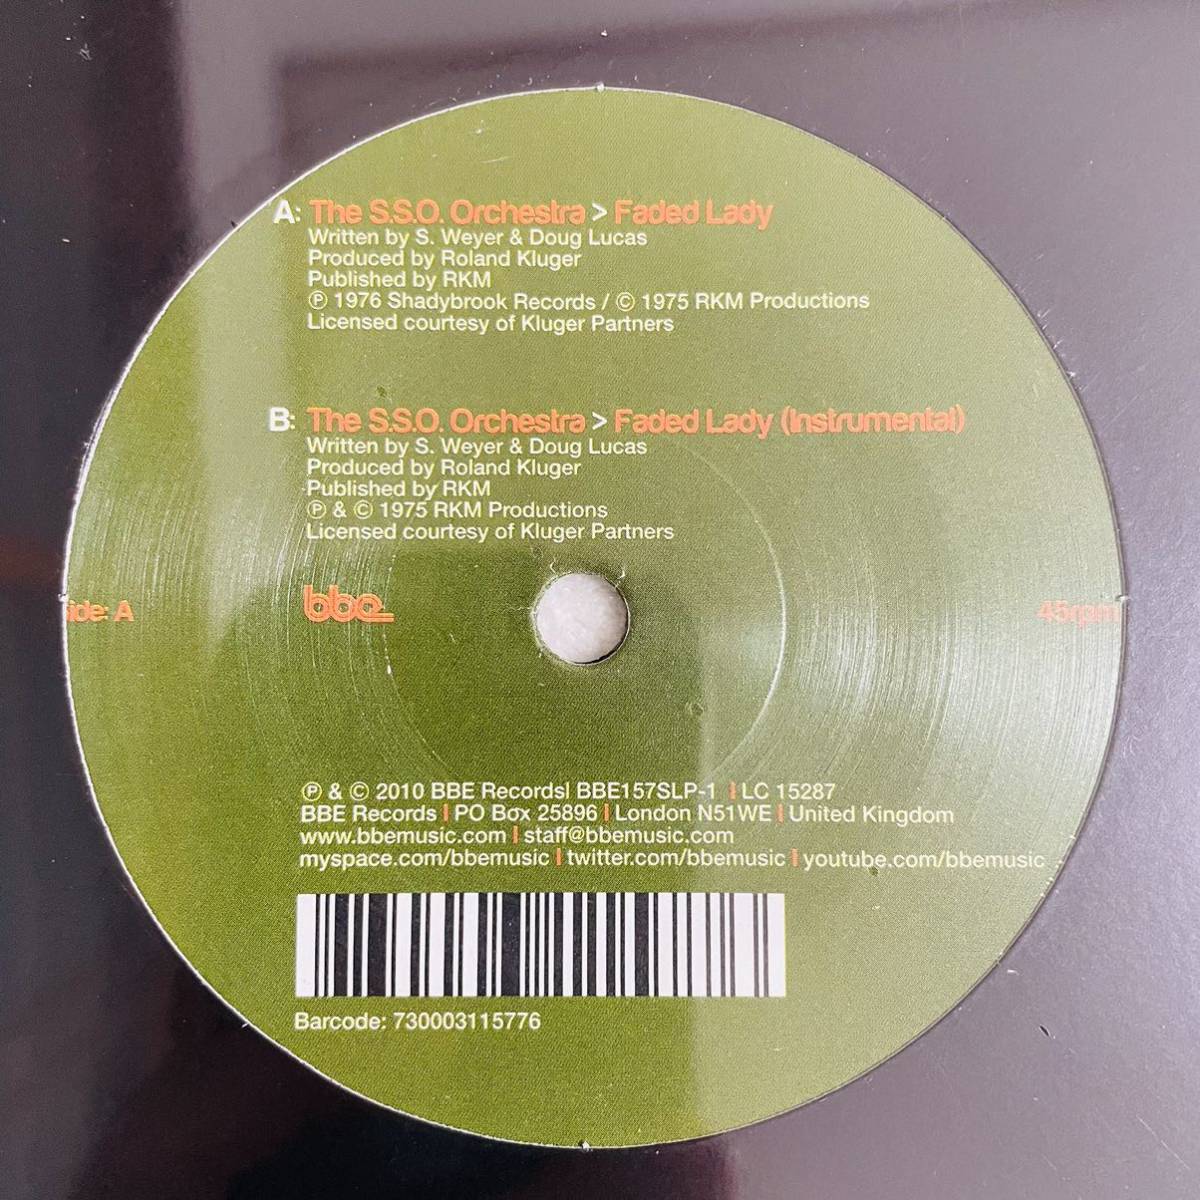 A: The S.S.O. Orchestra > Faded Lady
Written by S. Weyer & Doug Lucas
Produced by Roland Kluger
Published by RKM
℗ 1976 Shadybrook Records / © 1975 RKM Productions
Licensed courtesy of Kluger Partners
B: The S.S.O. Orchestra > Faded Lady (Instrumental)
Written by S. Weyer & Doug Lucas
Produced by Roland Kluger
Published by RKM
℗ & © 1975 RKM Productions
Licensed courtesy of Kluger Partners
ide: A bbe 45rpm
℗ & © 2010 BBE Records| BBE157SLP-1 | LC 15287
BBE Records | PO Box 25896 | London N51WE | United Kingdom
www.bbemusic.com | staff@bbemusic.com
myspace.com/bbemusic | twitter.com/bbemusic | youtube.com/bbemusic
Barcode: 730003115776